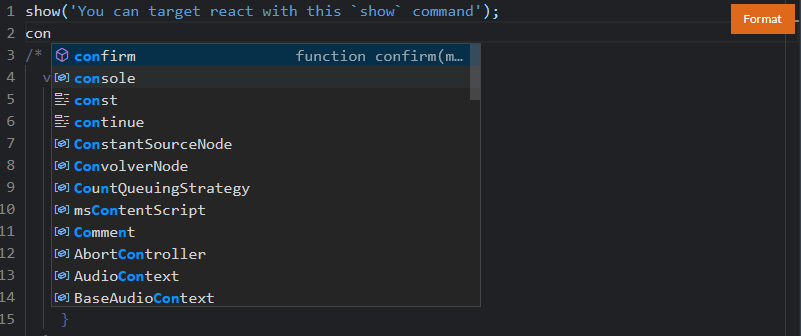 1 show('You can target react with this `show` command');
Format
2 con
3 /*
confirm function confirm(m…
4 v
console
5 const
6 continue
7 ConstantSourceNode
8 ConvolverNode
9 CountQueuingStrategy
10 msContentScript
11 Comment
12 AbortController
13 AudioContext
14 BaseAudioContext
15 }